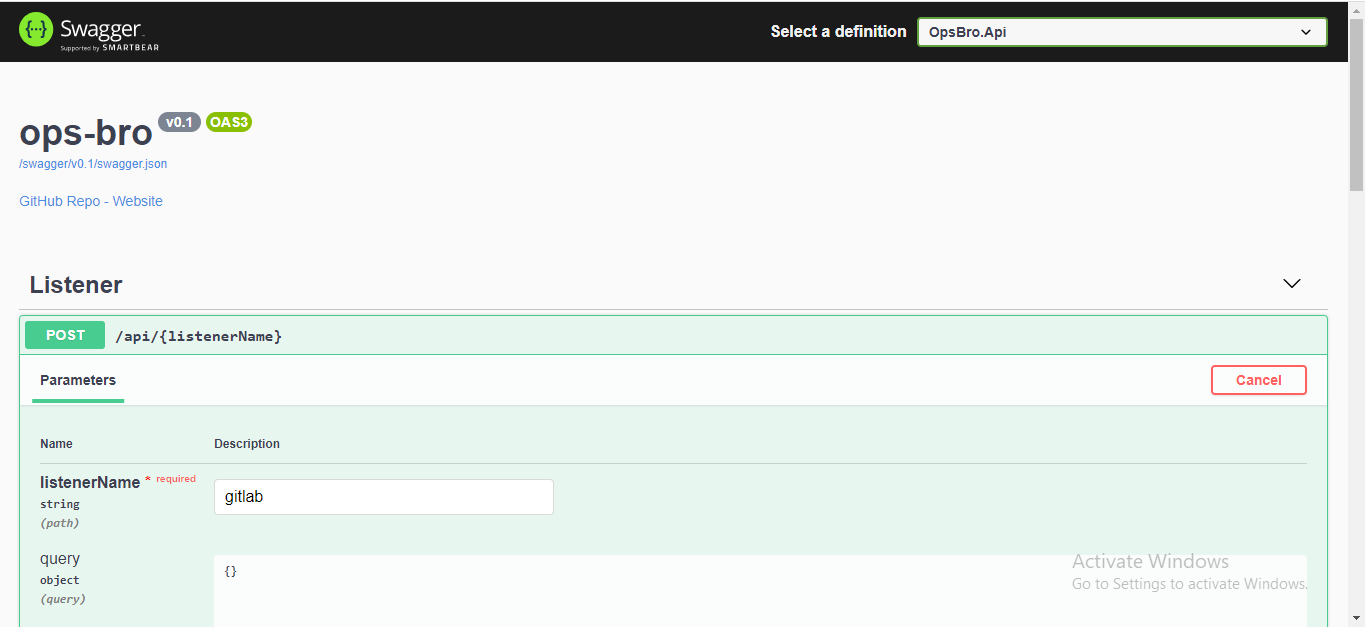 Swagger
Supported by SMARTBEAR
Select a definition
OpsBro.Api
ops-bro v0.1 OAS3
/swagger/v0.1/swagger.json
GitHub Repo - Website
Listener
POST /api/{listenerName}
Parameters
Cancel
Name Description
listenerName * required
string
(path)
gitlab
query
object
(query)
{}
Activate Windows
Go to Settings to activate Windows.